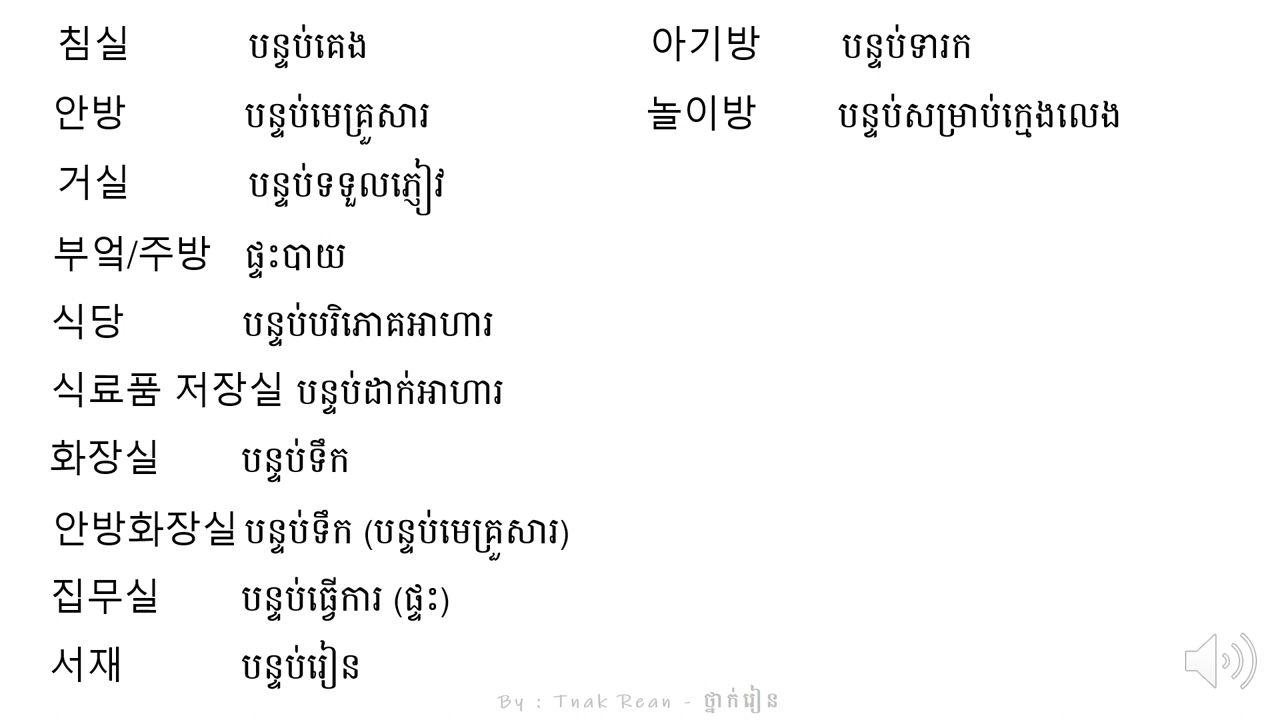 침실 បន្ទប់គេង
안방 បន្ទប់មេគ្រួសារ
거실 បន្ទប់ទទួលភ្ញៀវ
부엌/주방 ផ្ទះបាយ
식당 បន្ទប់បរិភោគអាហារ
식료품 저장실 បន្ទប់ដាក់អាហារ
화장실 បន្ទប់ទឹក
안방화장실 បន្ទប់ទឹក (បន្ទប់មេគ្រួសារ)
집무실 បន្ទប់ធ្វើការ (ផ្ទះ)
서재 បន្ទប់រៀន
아기방 បន្ទប់ទារក
놀이방 បន្ទប់សម្រាប់ក្មេងលេង
By : Tnak Rean - ថ្នាក់រៀន